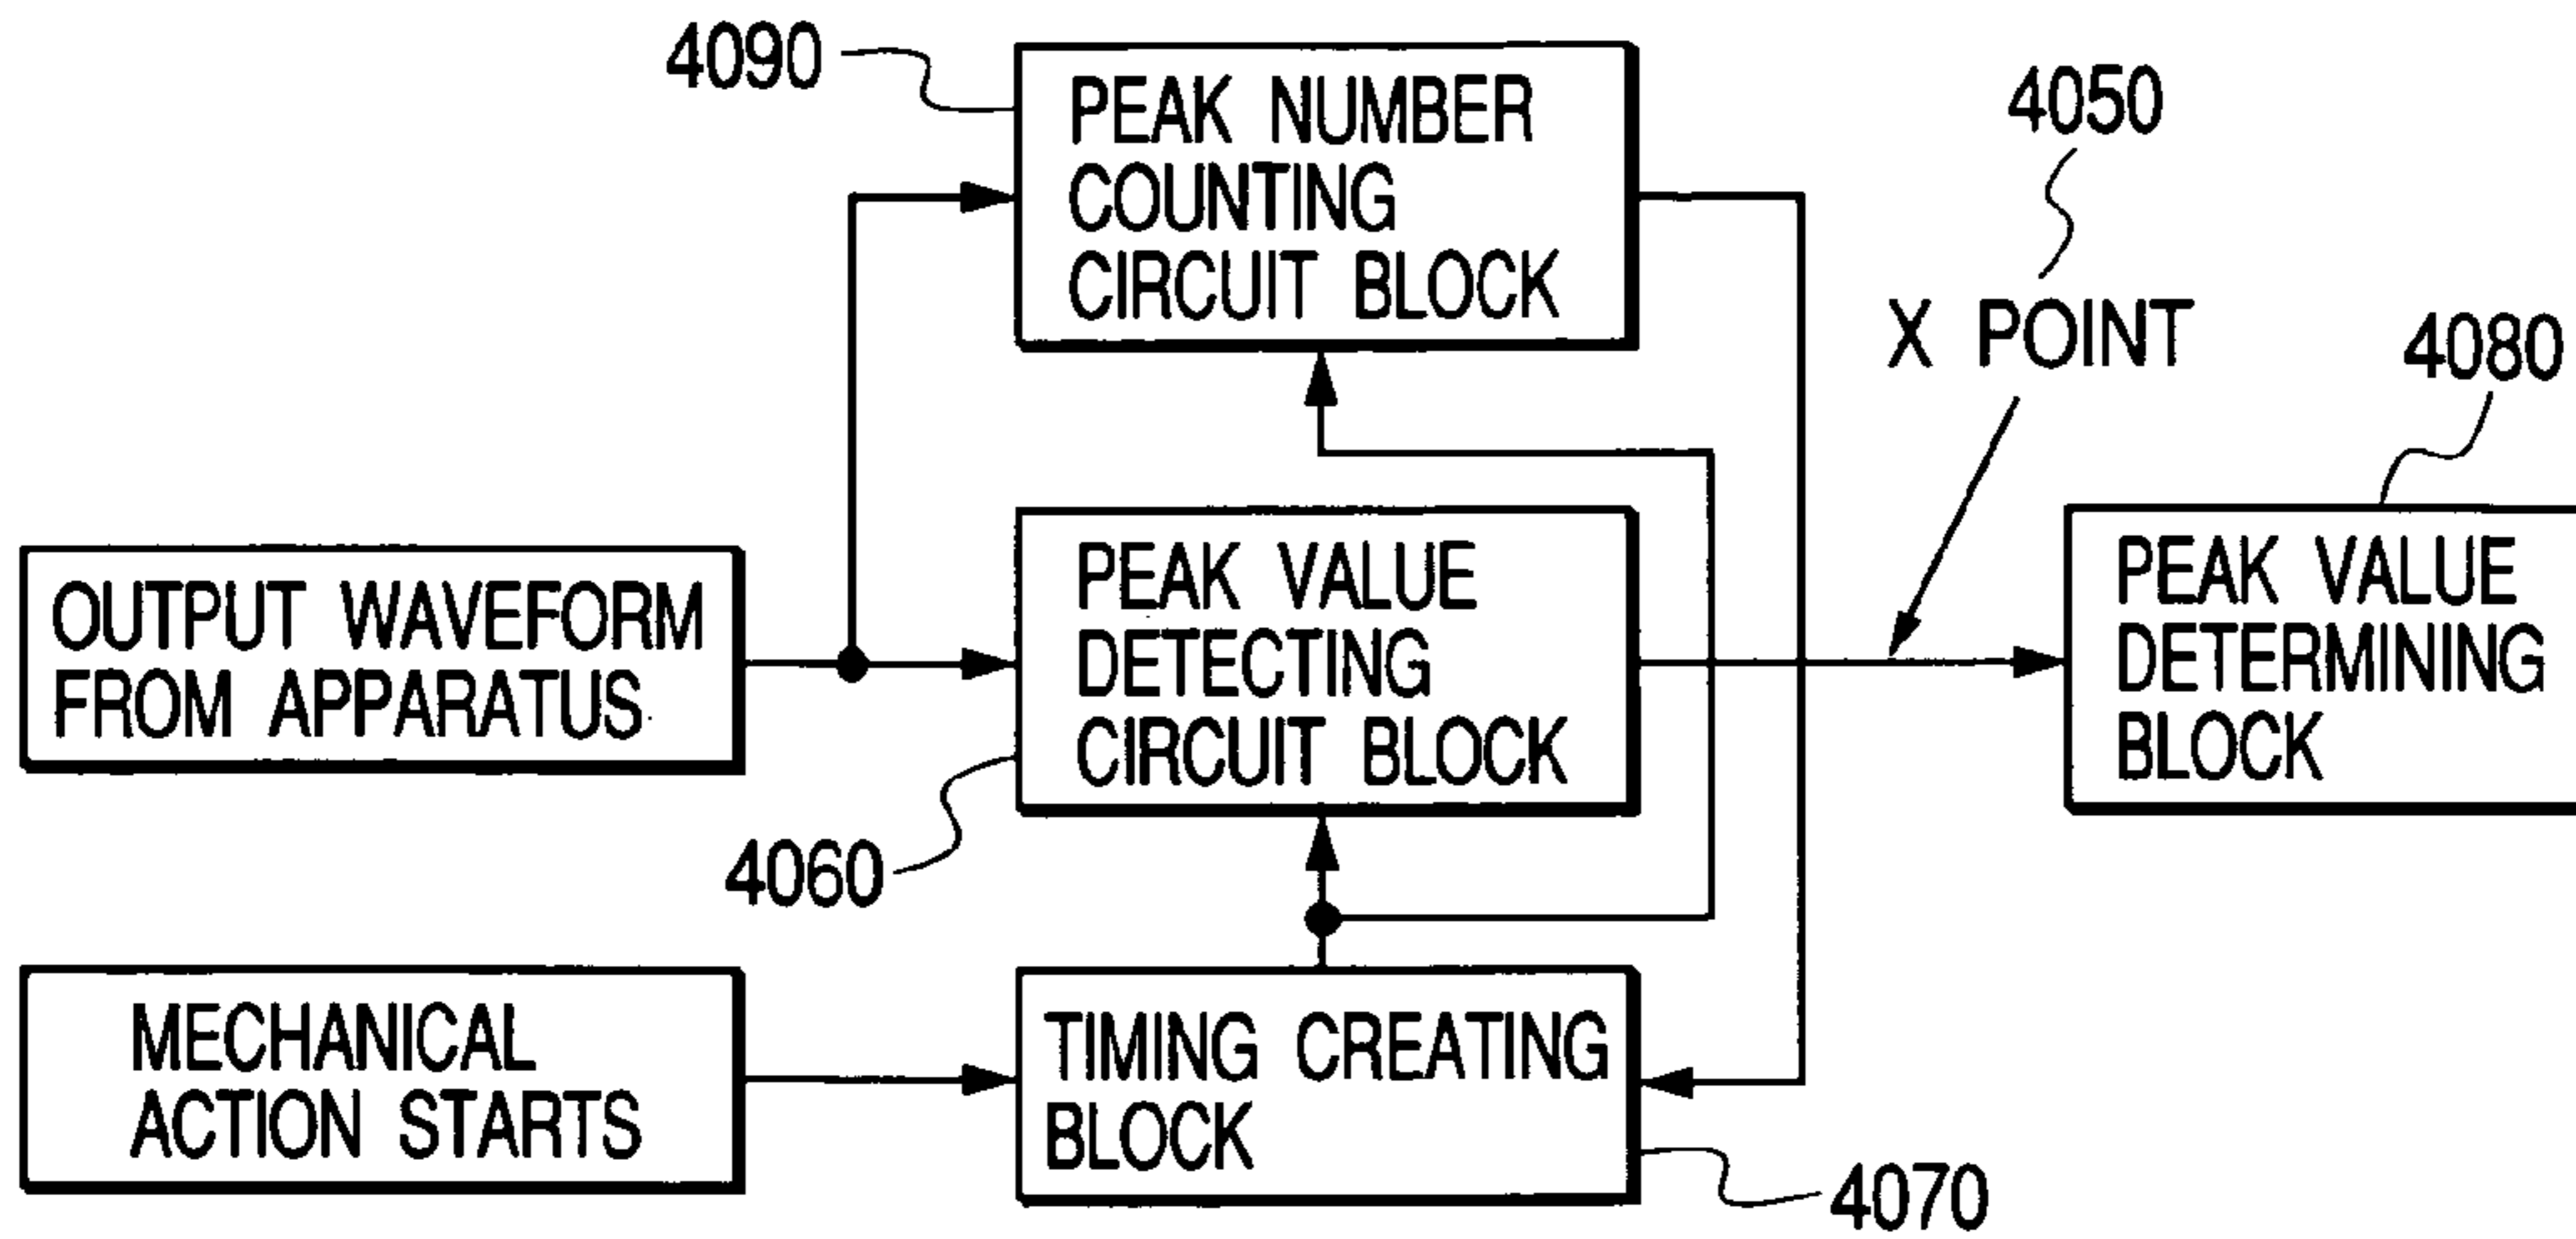 4090
PEAK NUMBER
COUNTING
CIRCUIT BLOCK
4050
X POINT
4080
OUTPUT WAVEFORM
FROM APPARATUS
PEAK VALUE
DETECTING
CIRCUIT BLOCK
4060
PEAK VALUE
DETERMINING
BLOCK
MECHANICAL
ACTION STARTS
TIMING CREATING
BLOCK
4070